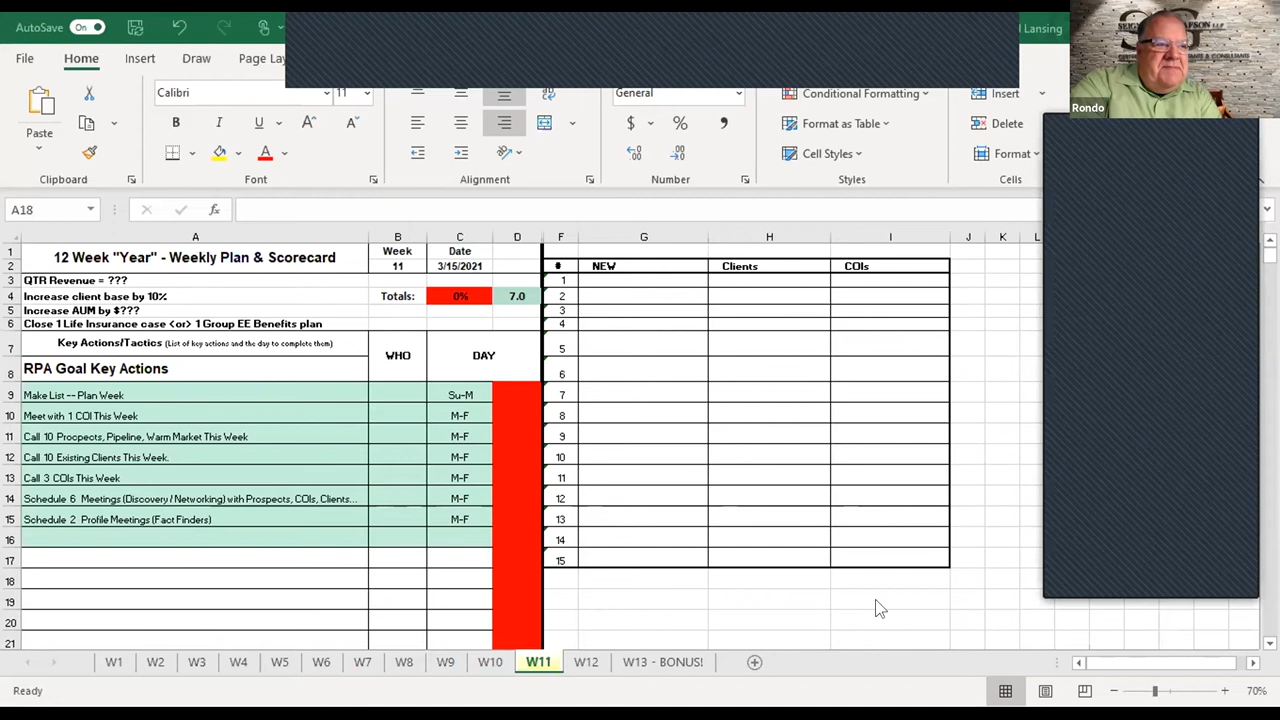 AutoSave On
Lansing
File Home Insert Draw Page Lay
Rondo
Calibri 11 General Conditional Formatting Insert
Paste B I U A A $ % , Format as Table Delete
A Cell Styles Format
Clipboard Font Alignment Number Styles Cells
A18 fx
A B C D F G H I J K L
1 12 Week "Year" - Weekly Plan & Scorecard Week Date
2 11 3/15/2021 # NEW Clients COIs
3 QTR Revenue = ??? 1
4 Increase client base by 10% Totals: 0% 7.0 2
5 Increase AUM by $??? 3
6 Close 1 Life Insurance case <or> 1 Group EE Benefits plan 4
7 Key Actions/Tactics (List of key actions and the day to complete them) WHO DAY 5
8 RPA Goal Key Actions 6
9 Make List -- Plan Week Su-M 7
10 Meet with 1 COI This Week M-F 8
11 Call 10 Procpects, Pipeline, Warm Market This Week M-F 9
12 Call 10 Existing Clients This Week. M-F 10
13 Call 3 COIs This Week M-F 11
14 Schedule 6 Meetings (Discovery / Networking) with Prospects, COIs, Clients... M-F 12
15 Schedule 2 Profile Meetings (Fact Finders) M-F 13
16 14
17 15
18
19
20
21
W1 W2 W3 W4 W5 W6 W7 W8 W9 W10 W11 W12 W13 - BONUS!
Ready 70%